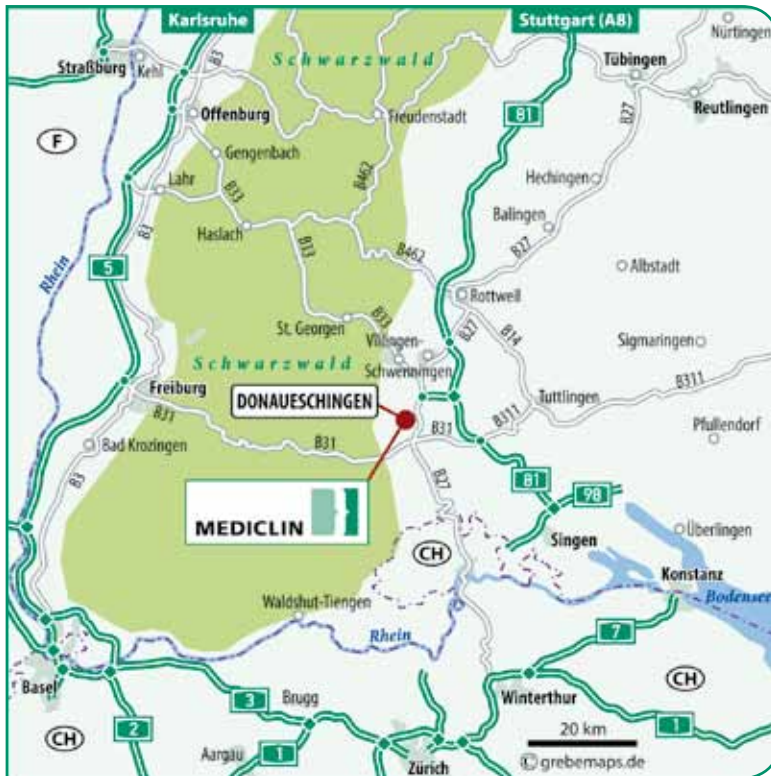 Karlsruhe
Stuttgart (A8)
Nürtingen
Straßburg
Kehl
B3
Schwarzwald
Tübingen
Reutlingen
Offenburg
Freudenstadt
81
B27
F
Gengenbach
Hechingen
Lahr
B33
B462
Balingen
Haslach
B3
B33
B462
B27
Albstadt
Rhein
5
Rottweil
St. Georgen
B33
B27
B14
Sigmaringen
Villingen-
Schwenningen
Schwarzwald
Freiburg
DONAUESCHINGEN
Tuttlingen
B311
B31
B31
B31
B311
Pfullendorf
Bad Krozingen
B3
B27
81
98
MEDICLIN
CH
Singen
Überlingen
Konstanz
Bodensee
Waldshut-Tiengen
Rhein
7
Basel
3
Brugg
Winterthur
CH
CH
2
1
Aargau
1
Zürich
20 km
© grebemaps.de